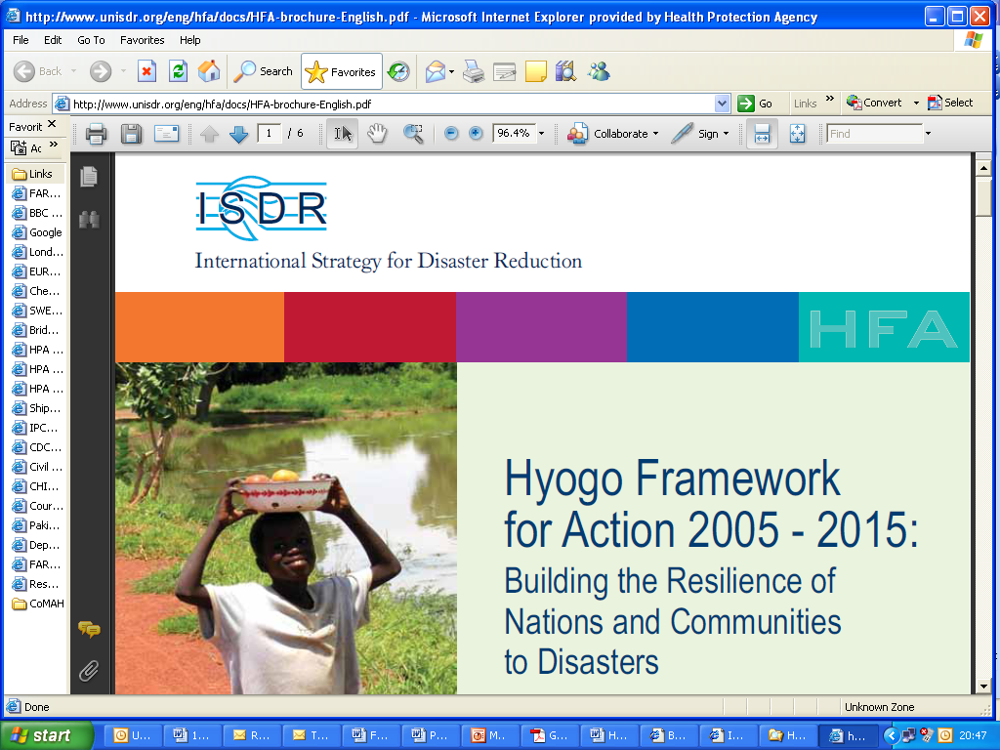 http://www.unisdr.org/eng/hfa/docs/HFA-brochure-English.pdf - Microsoft Internet Explorer provided by Health Protection Agency
File Edit Go To Favorites Help
Back Search Favorites
Address http://www.unisdr.org/eng/hfa/docs/HFA-brochure-English.pdf Go Links » Convert Select
Favorit
1 / 6 96.4% Collaborate Sign Find
Ac »
Links
FAR...
BBC ...
Google
Lond...
EUR...
Che...
SWE...
Brid...
HPA ...
HPA ...
HPA ...
Ship...
IPC...
CDC...
Civil ...
CHI...
Cour...
Paki...
Dep...
FAR...
Res...
CoMAH
ISDR
International Strategy for Disaster Reduction
HFA
Hyogo Framework
for Action 2005 - 2015:
Building the Resilience of
Nations and Communities
to Disasters
Done Unknown Zone
start U... 1... R... T... F... P... M... G... H... B... I... H... h... 20:47